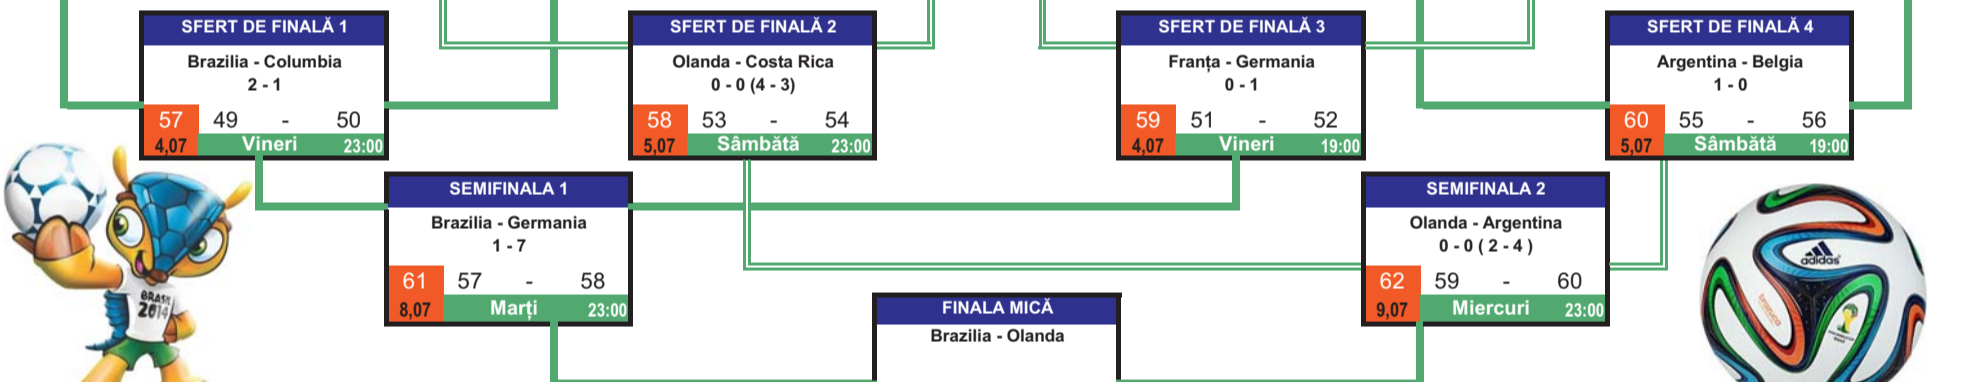 SFERT DE FINALĂ 1
Brazilia - Columbia
2 - 1
57 49 - 50
4,07 Vineri 23:00
SFERT DE FINALĂ 2
Olanda - Costa Rica
0 - 0 (4 - 3)
58 53 - 54
5,07 Sâmbătă 23:00
SFERT DE FINALĂ 3
Franța - Germania
0 - 1
59 51 - 52
4,07 Vineri 19:00
SFERT DE FINALĂ 4
Argentina - Belgia
1 - 0
60 55 - 56
5,07 Sâmbătă 19:00
SEMIFINALA 1
Brazilia - Germania
1 - 7
61 57 - 58
8,07 Marți 23:00
SEMIFINALA 2
Olanda - Argentina
0 - 0 ( 2 - 4 )
62 59 - 60
9,07 Miercuri 23:00
FINALA MICĂ
Brazilia - Olanda
BRASIL
2014
adidas
brazuca